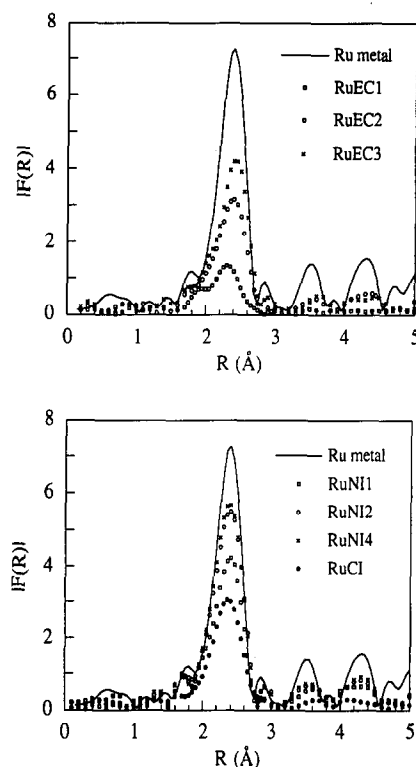 8
Ru metal
RuEC1
6
RuEC2
RuEC3
|F(R)|
4
2
0
0 1 2 3 4 5
R (Å)
8
Ru metal
RuNI1
6
RuNI2
RuNI4
|F(R)|
4
RuCI
2
0
0 1 2 3 4 5
R (Å)